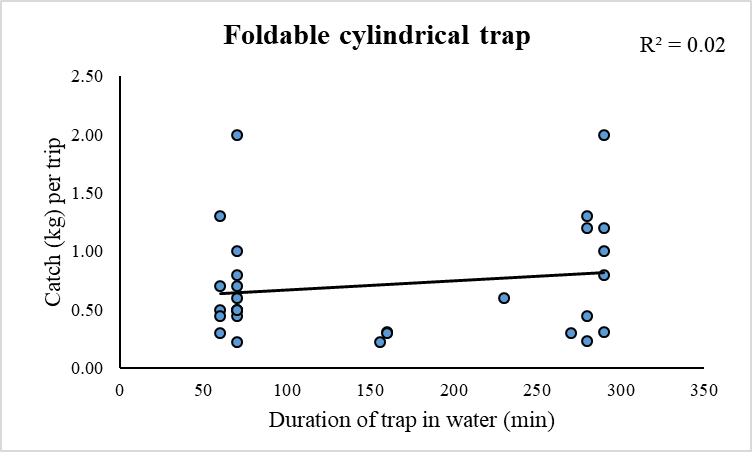 Foldable cylindrical trap
R² = 0.02
2.50
2.00
1.50
1.00
0.50
0.00
Catch (kg) per trip
0 50 100 150 200 250 300 350
Duration of trap in water (min)